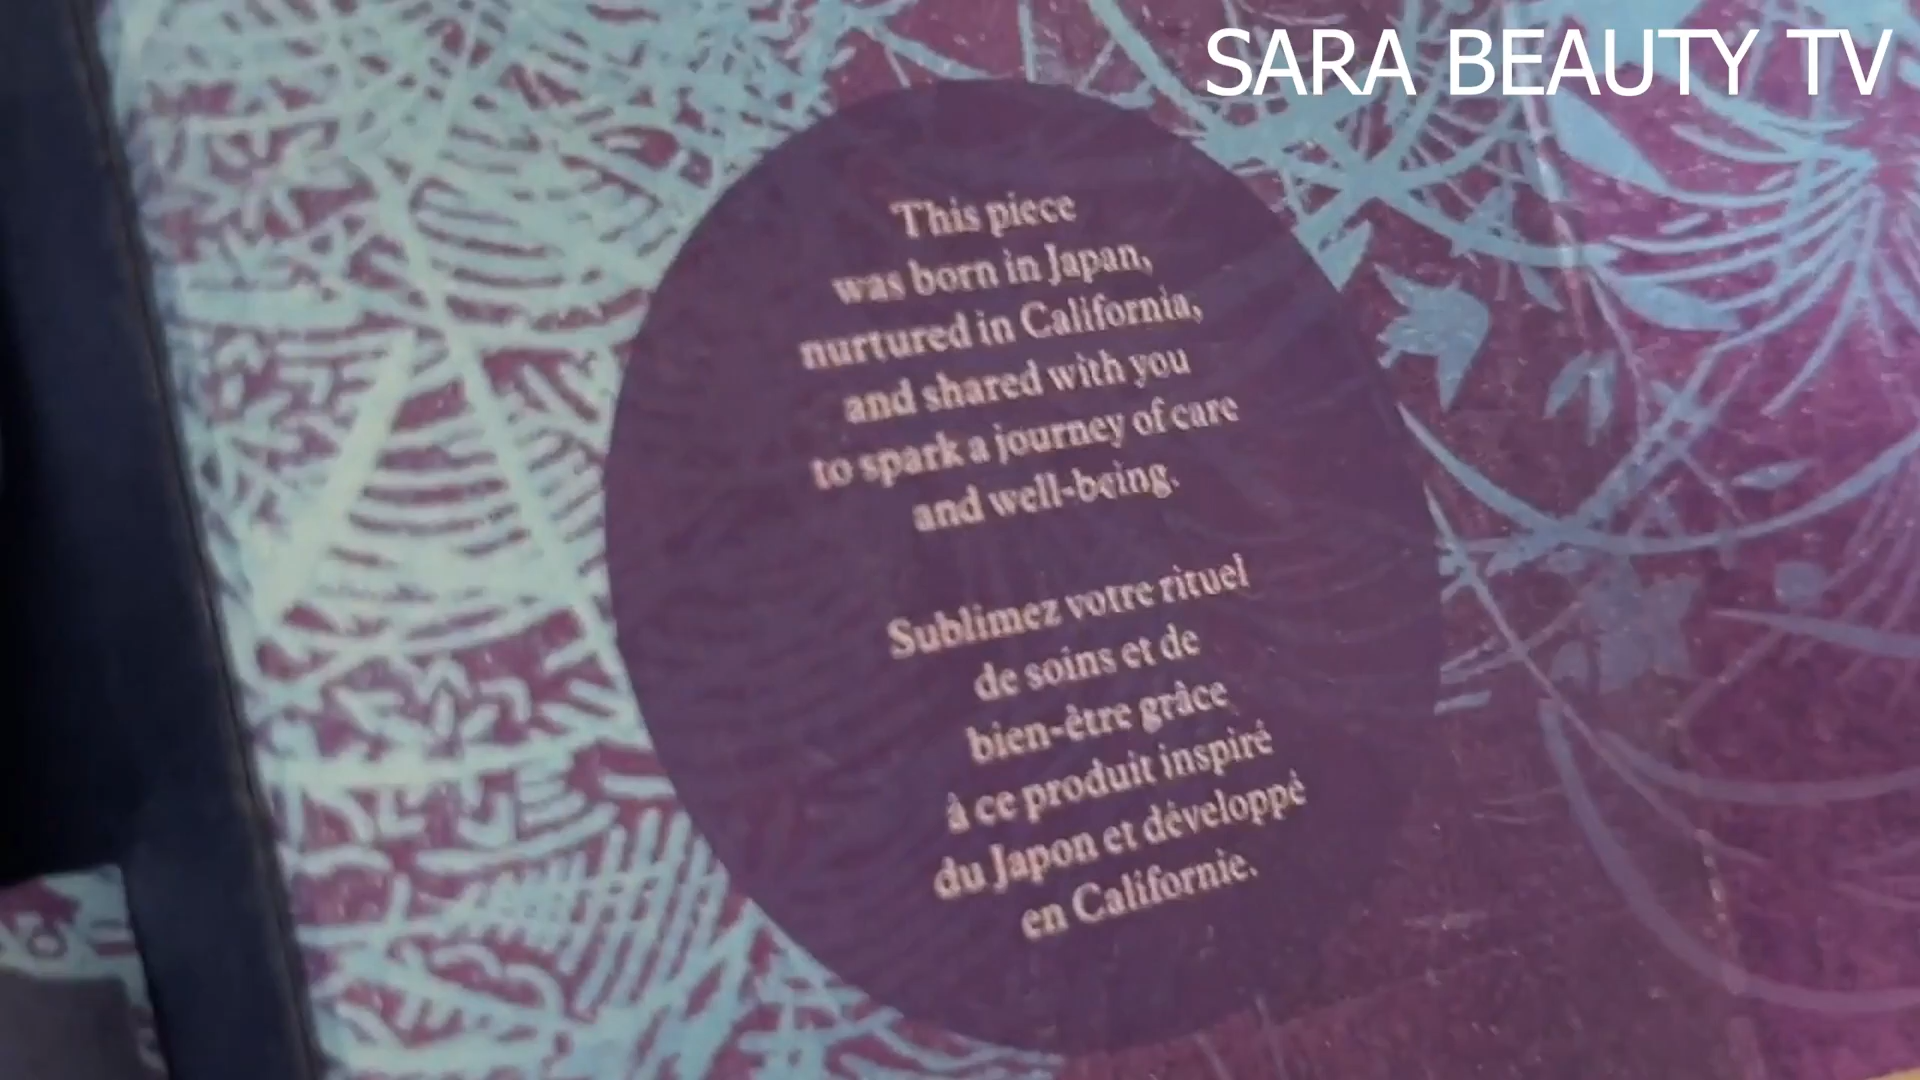 SARA BEAUTY TV
This piece
was born in Japan,
nurtured in California,
and shared with you
to spark a journey of care
and well-being.
Sublimez votre rituel
de soins et de
bien-être grâce
à ce produit inspiré
du Japon et développé
en Californie.